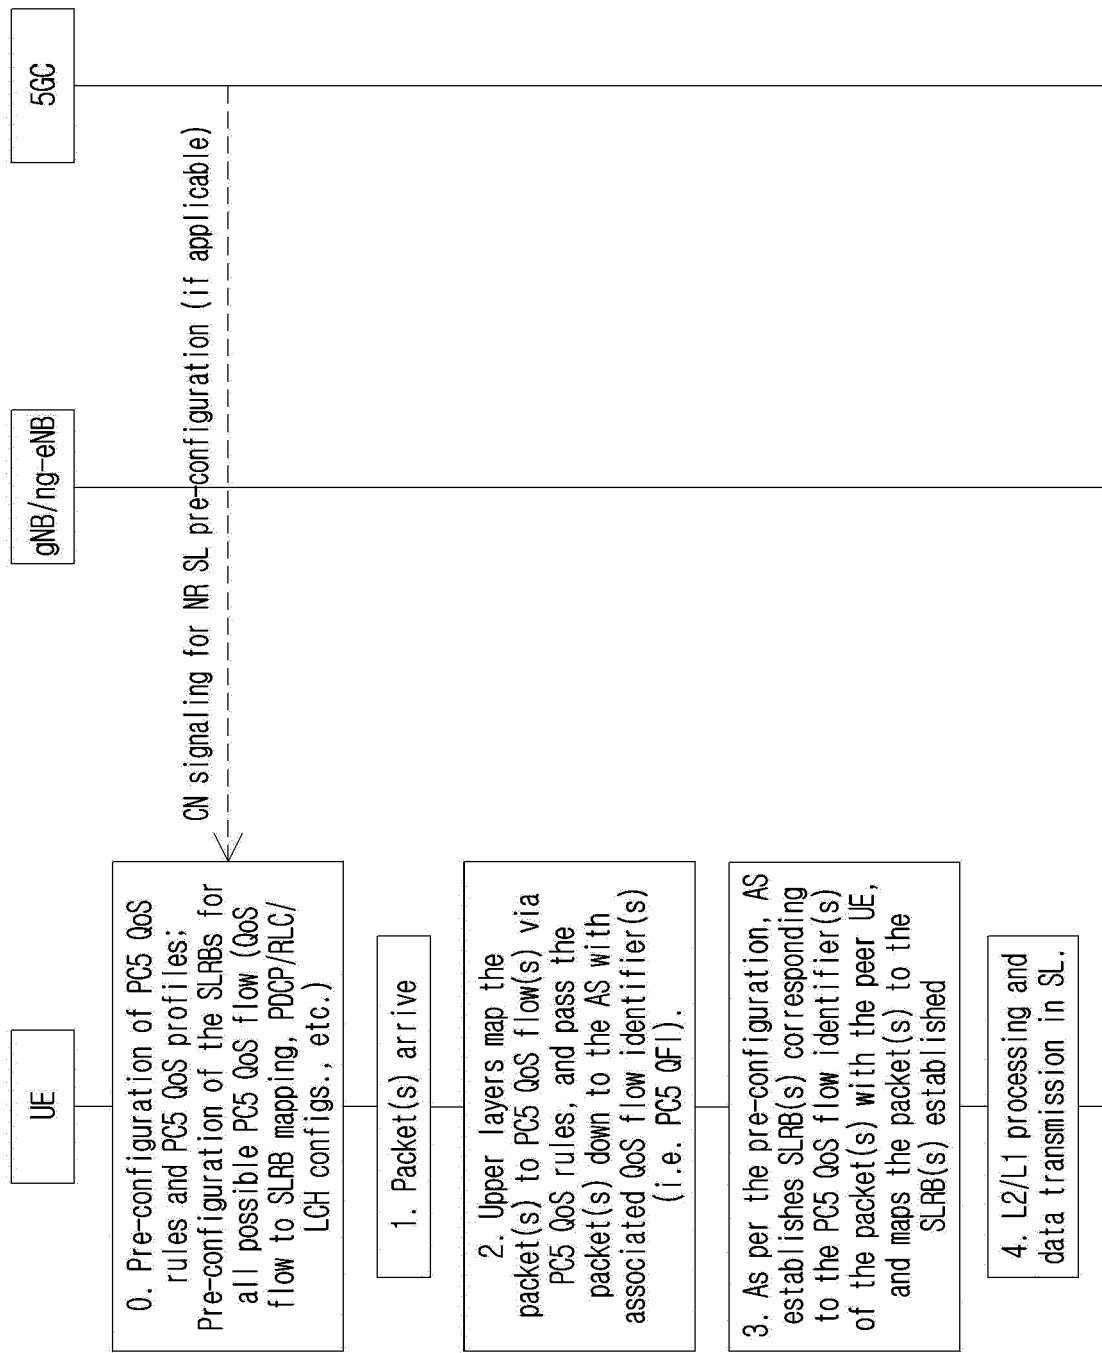 UE
gNB/ng-eNB
5GC
CN signaling for NR SL pre-configuration (if applicable)
0. Pre-configuration of PC5 QoS
rules and PC5 QoS profiles;
Pre-configuration of the SLRBs for
all possible PC5 QoS flow (QoS
flow to SLRB mapping, PDCP/RLC/
LCH configs., etc.)
1. Packet(s) arrive
2. Upper layers map the
packet(s) to PC5 QoS flow(s) via
PC5 QoS rules, and pass the
packet(s) down to the AS with
associated QoS flow identifier(s)
(i.e. PC5 QFI).
3. As per the pre-configuration, AS
establishes SLRB(s) corresponding
to the PC5 QoS flow identifier(s)
of the packet(s) with the peer UE,
and maps the packet(s) to the
SLRB(s) established
4. L2/L1 processing and
data transmission in SL.